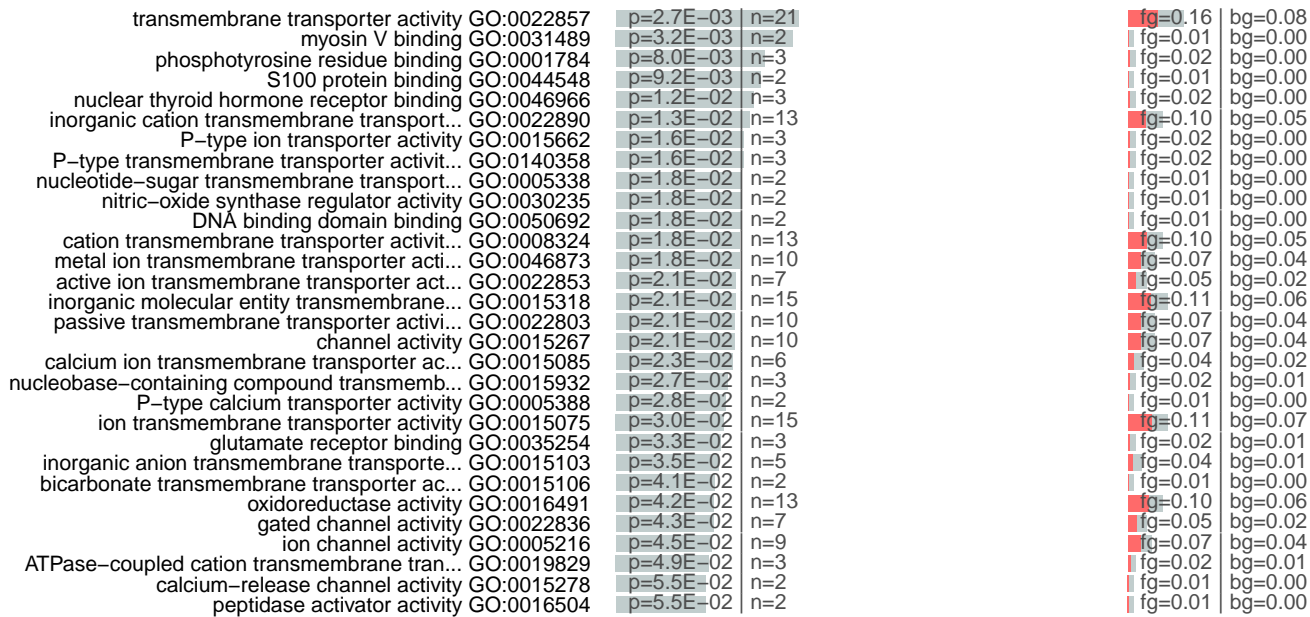 transmembrane transporter activity GO:0022857 p=2.7E−03 | n=21 fg=0.16 | bg=0.08
myosin V binding GO:0031489 p=3.2E−03 | n=2 fg=0.01 | bg=0.00
phosphotyrosine residue binding GO:0001784 p=8.0E−03 | n=3 fg=0.02 | bg=0.00
S100 protein binding GO:0044548 p=9.2E−03 | n=2 fg=0.01 | bg=0.00
nuclear thyroid hormone receptor binding GO:0046966 p=1.2E−02 | n=3 fg=0.02 | bg=0.00
inorganic cation transmembrane transport... GO:0022890 p=1.3E−02 | n=13 fg=0.10 | bg=0.05
P−type ion transporter activity GO:0015662 p=1.6E−02 | n=3 fg=0.02 | bg=0.00
P−type transmembrane transporter activit... GO:0140358 p=1.6E−02 | n=3 fg=0.02 | bg=0.00
nucleotide−sugar transmembrane transport... GO:0005338 p=1.8E−02 | n=2 fg=0.01 | bg=0.00
nitric−oxide synthase regulator activity GO:0030235 p=1.8E−02 | n=2 fg=0.01 | bg=0.00
DNA binding domain binding GO:0050692 p=1.8E−02 | n=2 fg=0.01 | bg=0.00
cation transmembrane transporter activit... GO:0008324 p=1.8E−02 | n=13 fg=0.10 | bg=0.05
metal ion transmembrane transporter acti... GO:0046873 p=1.8E−02 | n=10 fg=0.07 | bg=0.04
active ion transmembrane transporter act... GO:0022853 p=2.1E−02 | n=7 fg=0.05 | bg=0.02
inorganic molecular entity transmembrane... GO:0015318 p=2.1E−02 | n=15 fg=0.11 | bg=0.06
passive transmembrane transporter activi... GO:0022803 p=2.1E−02 | n=10 fg=0.07 | bg=0.04
channel activity GO:0015267 p=2.1E−02 | n=10 fg=0.07 | bg=0.04
calcium ion transmembrane transporter ac... GO:0015085 p=2.3E−02 | n=6 fg=0.04 | bg=0.02
nucleobase−containing compound transmemb... GO:0015932 p=2.7E−02 | n=3 fg=0.02 | bg=0.01
P−type calcium transporter activity GO:0005388 p=2.8E−02 | n=2 fg=0.01 | bg=0.00
ion transmembrane transporter activity GO:0015075 p=3.0E−02 | n=15 fg=0.11 | bg=0.07
glutamate receptor binding GO:0035254 p=3.3E−02 | n=3 fg=0.02 | bg=0.01
inorganic anion transmembrane transporte... GO:0015103 p=3.5E−02 | n=5 fg=0.04 | bg=0.01
bicarbonate transmembrane transporter ac... GO:0015106 p=4.1E−02 | n=2 fg=0.01 | bg=0.00
oxidoreductase activity GO:0016491 p=4.2E−02 | n=13 fg=0.10 | bg=0.06
gated channel activity GO:0022836 p=4.3E−02 | n=7 fg=0.05 | bg=0.02
ion channel activity GO:0005216 p=4.5E−02 | n=9 fg=0.07 | bg=0.04
ATPase−coupled cation transmembrane tran... GO:0019829 p=4.9E−02 | n=3 fg=0.02 | bg=0.01
calcium−release channel activity GO:0015278 p=5.5E−02 | n=2 fg=0.01 | bg=0.00
peptidase activator activity GO:0016504 p=5.5E−02 | n=2 fg=0.01 | bg=0.00